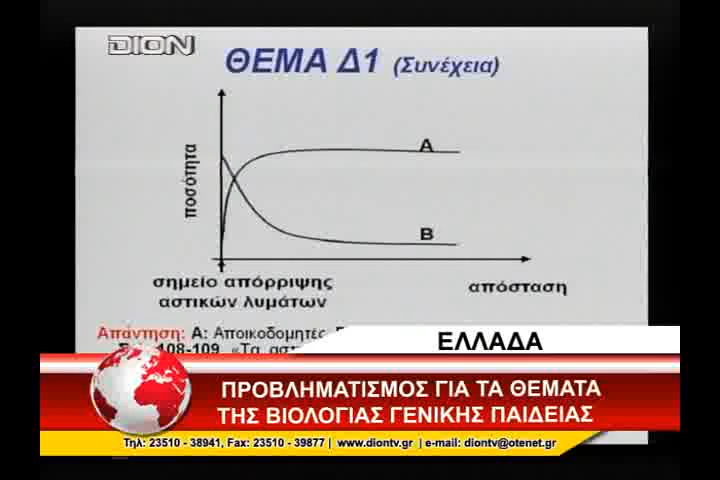 DION
ΘΕΜΑ Δ1 (Συνέχεια)
ποσότητα
A
B
σημείο απόρριψης
αστικών λυμάτων
απόσταση
Απάντηση: Α: Αποικοδομητές
108-109, «Τα
ΕΛΛΑΔΑ
ΠΡΟΒΛΗΜΑΤΙΣΜΟΣ ΓΙΑ ΤΑ ΘΕΜΑΤΑ
ΤΗΣ ΒΙΟΛΟΓΙΑΣ ΓΕΝΙΚΗΣ ΠΑΙΔΕΙΑΣ
Τηλ: 23510 - 38941, Fax: 23510 - 39877 | www.diontv.gr | e-mail: diontv@otenet.gr